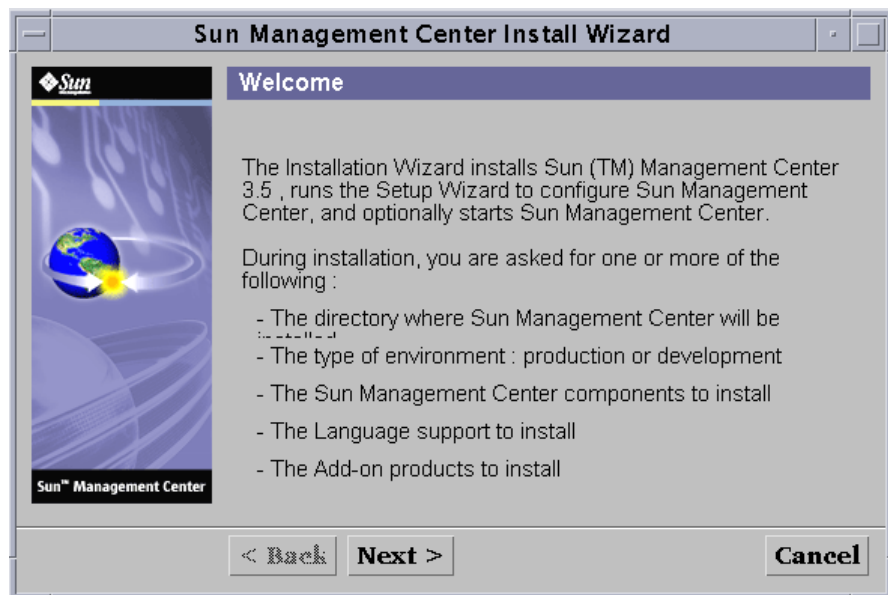 Sun Management Center Install Wizard
Sun
microsystems
Welcome
The Installation Wizard installs Sun (TM) Management Center
3.5 , runs the Setup Wizard to configure Sun Management
Center, and optionally starts Sun Management Center.
During installation, you are asked for one or more of the
following :
- The directory where Sun Management Center will be
installed
- The type of environment : production or development
- The Sun Management Center components to install
- The Language support to install
- The Add-on products to install
Sun™ Management Center
< Back
Next >
Cancel